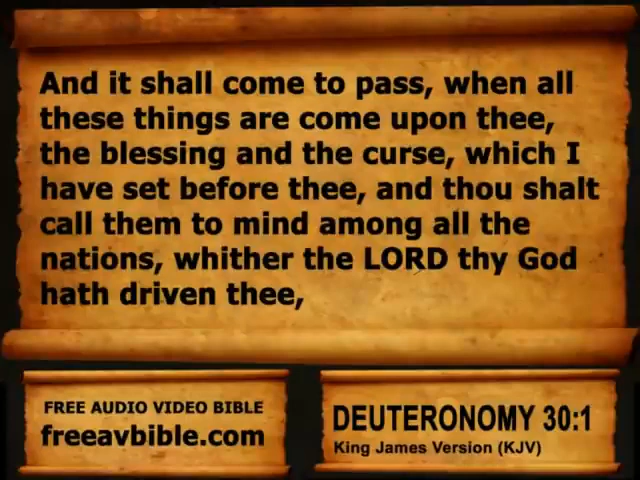 And it shall come to pass, when all
these things are come upon thee,
the blessing and the curse, which I
have set before thee, and thou shalt
call them to mind among all the
nations, whither the LORD thy God
hath driven thee,
FREE AUDIO VIDEO BIBLE
freeavbible.com
DEUTERONOMY 30:1
King James Version (KJV)